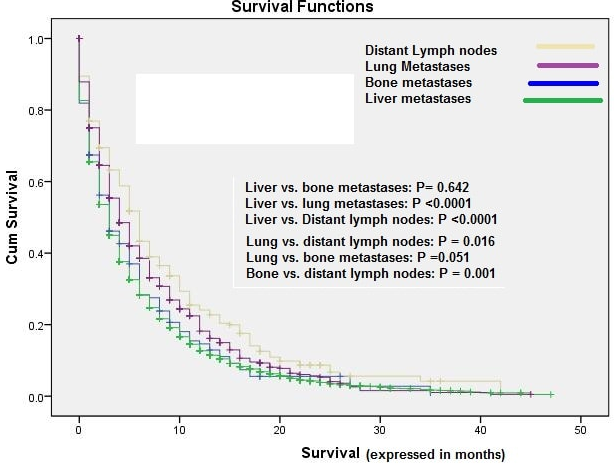 Survival Functions
Distant Lymph nodes
Lung Metastases
Bone metastases
Liver metastases
Liver vs. bone metastases: P= 0.642
Liver vs. lung metastases: P <0.0001
Liver vs. Distant lymph nodes: P <0.0001
Lung vs. distant lymph nodes: P = 0.016
Lung vs. bone metastases: P =0.051
Bone vs. distant lymph nodes: P = 0.001
Cum Survival
1.0
0.8
0.6
0.4
0.2
0.0
0 10 20 30 40 50
Survival (expressed in months)